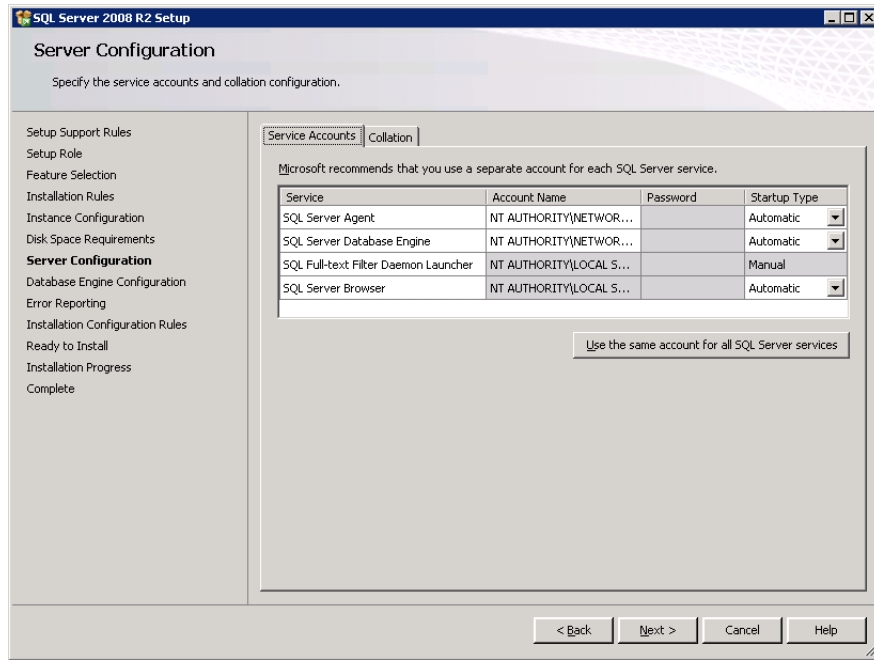 SQL Server 2008 R2 Setup
Server Configuration
Specify the service accounts and collation configuration.
Setup Support Rules
Setup Role
Feature Selection
Installation Rules
Instance Configuration
Disk Space Requirements
Server Configuration
Database Engine Configuration
Error Reporting
Installation Configuration Rules
Ready to Install
Installation Progress
Complete
Service Accounts Collation
Microsoft recommends that you use a separate account for each SQL Server service.
Service Account Name Password Startup Type
SQL Server Agent NT AUTHORITY\NETWOR... Automatic
SQL Server Database Engine NT AUTHORITY\NETWOR... Automatic
SQL Full-text Filter Daemon Launcher NT AUTHORITY\LOCAL S... Manual
SQL Server Browser NT AUTHORITY\LOCAL S... Automatic
Use the same account for all SQL Server services
< Back Next > Cancel Help